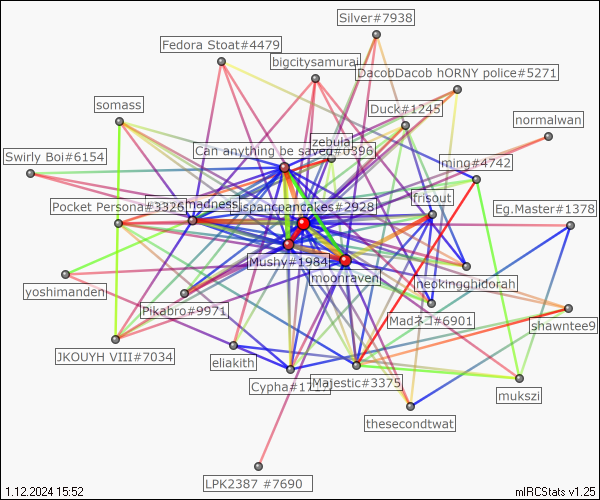 Silver#7938
Fedora Stoat#4479
bigcitysamurai
DacobDacob hORNY police#5271
somass
Duck#1245
normalwan
zebula
Can anything be saved#0396
Swirly Boi#6154
ming#4742
frisout
Pocket Persona#3326
madness
spancpancakes#2928
Eg.Master#1378
Mushy#1984
moonraven
yoshimanden
neokingghidorah
Pikabro#9971
Madネコ#6901
shawntee9
JKOUYH VIII#7034
eliakith
Cypha#1717
Majestic#3375
mukszi
thesecondtwat
LPK2387 #7690
1.12.2024 15:52
mIRCStats v1.25